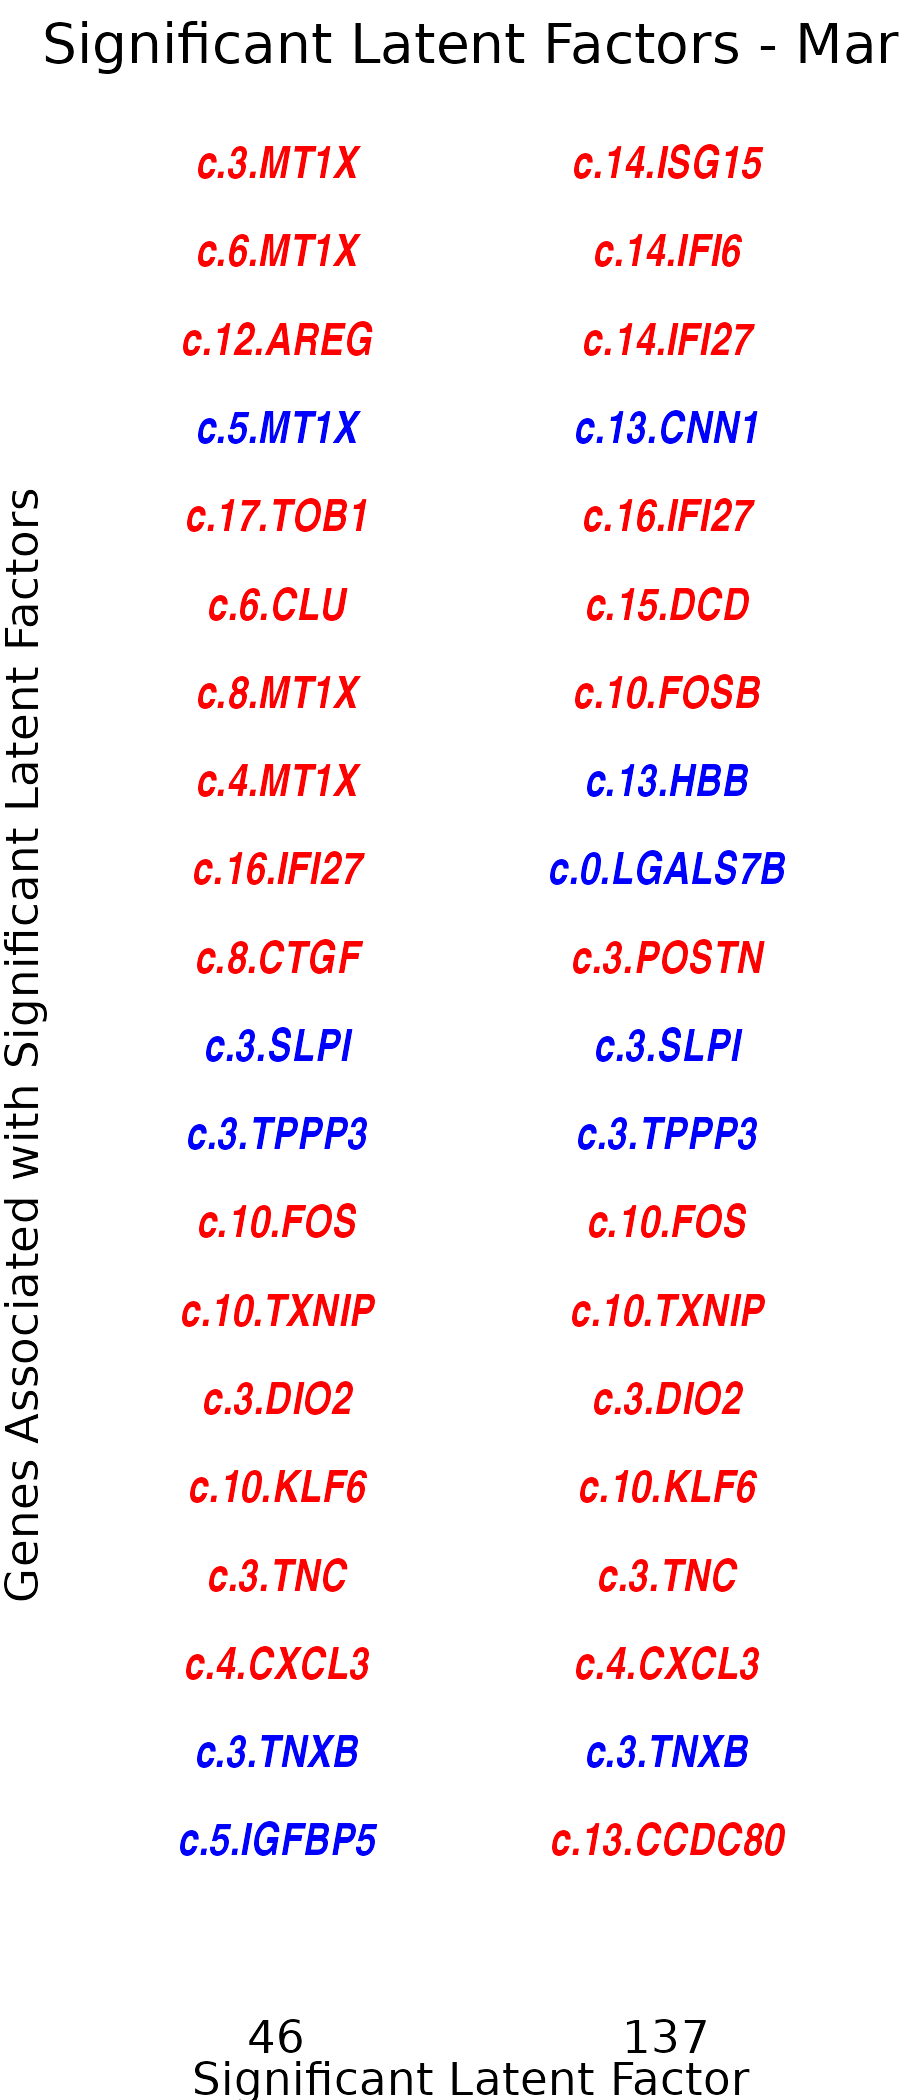 Significant Latent Factors - Mar
Genes Associated with Significant Latent Factors
c.3.MT1X c.14.ISG15
c.6.MT1X c.14.IFI6
c.12.AREG c.14.IFI27
c.5.MT1X c.13.CNN1
c.17.TOB1 c.16.IFI27
c.6.CLU c.15.DCD
c.8.MT1X c.10.FOSB
c.4.MT1X c.13.HBB
c.16.IFI27 c.0.LGALS7B
c.8.CTGF c.3.POSTN
c.3.SLPI c.3.SLPI
c.3.TPPP3 c.3.TPPP3
c.10.FOS c.10.FOS
c.10.TXNIP c.10.TXNIP
c.3.DIO2 c.3.DIO2
c.10.KLF6 c.10.KLF6
c.3.TNC c.3.TNC
c.4.CXCL3 c.4.CXCL3
c.3.TNXB c.3.TNXB
c.5.IGFBP5 c.13.CCDC80
46 137
Significant Latent Factor